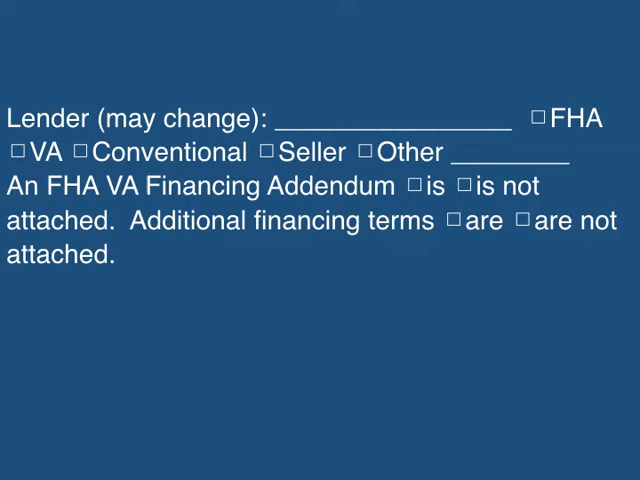 Lender (may change): ________________ □FHA
□VA □Conventional □Seller □Other ________
An FHA VA Financing Addendum □is □is not
attached. Additional financing terms □are □are not
attached.